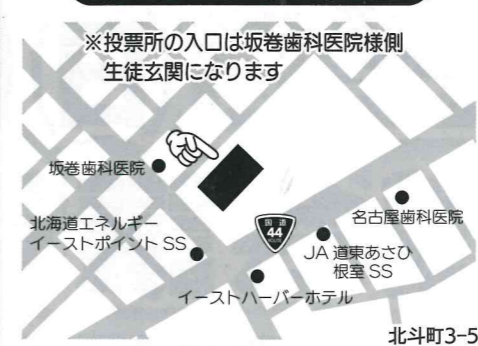 ※投票所の入口は坂巻歯科医院様側
生徒玄関になります
坂巻歯科医院
北海道エネルギー
イーストポイント SS
国道
44
名古屋歯科医院
JA 道東あさひ
根室 SS
イーストハーバーホテル
北斗町3-5